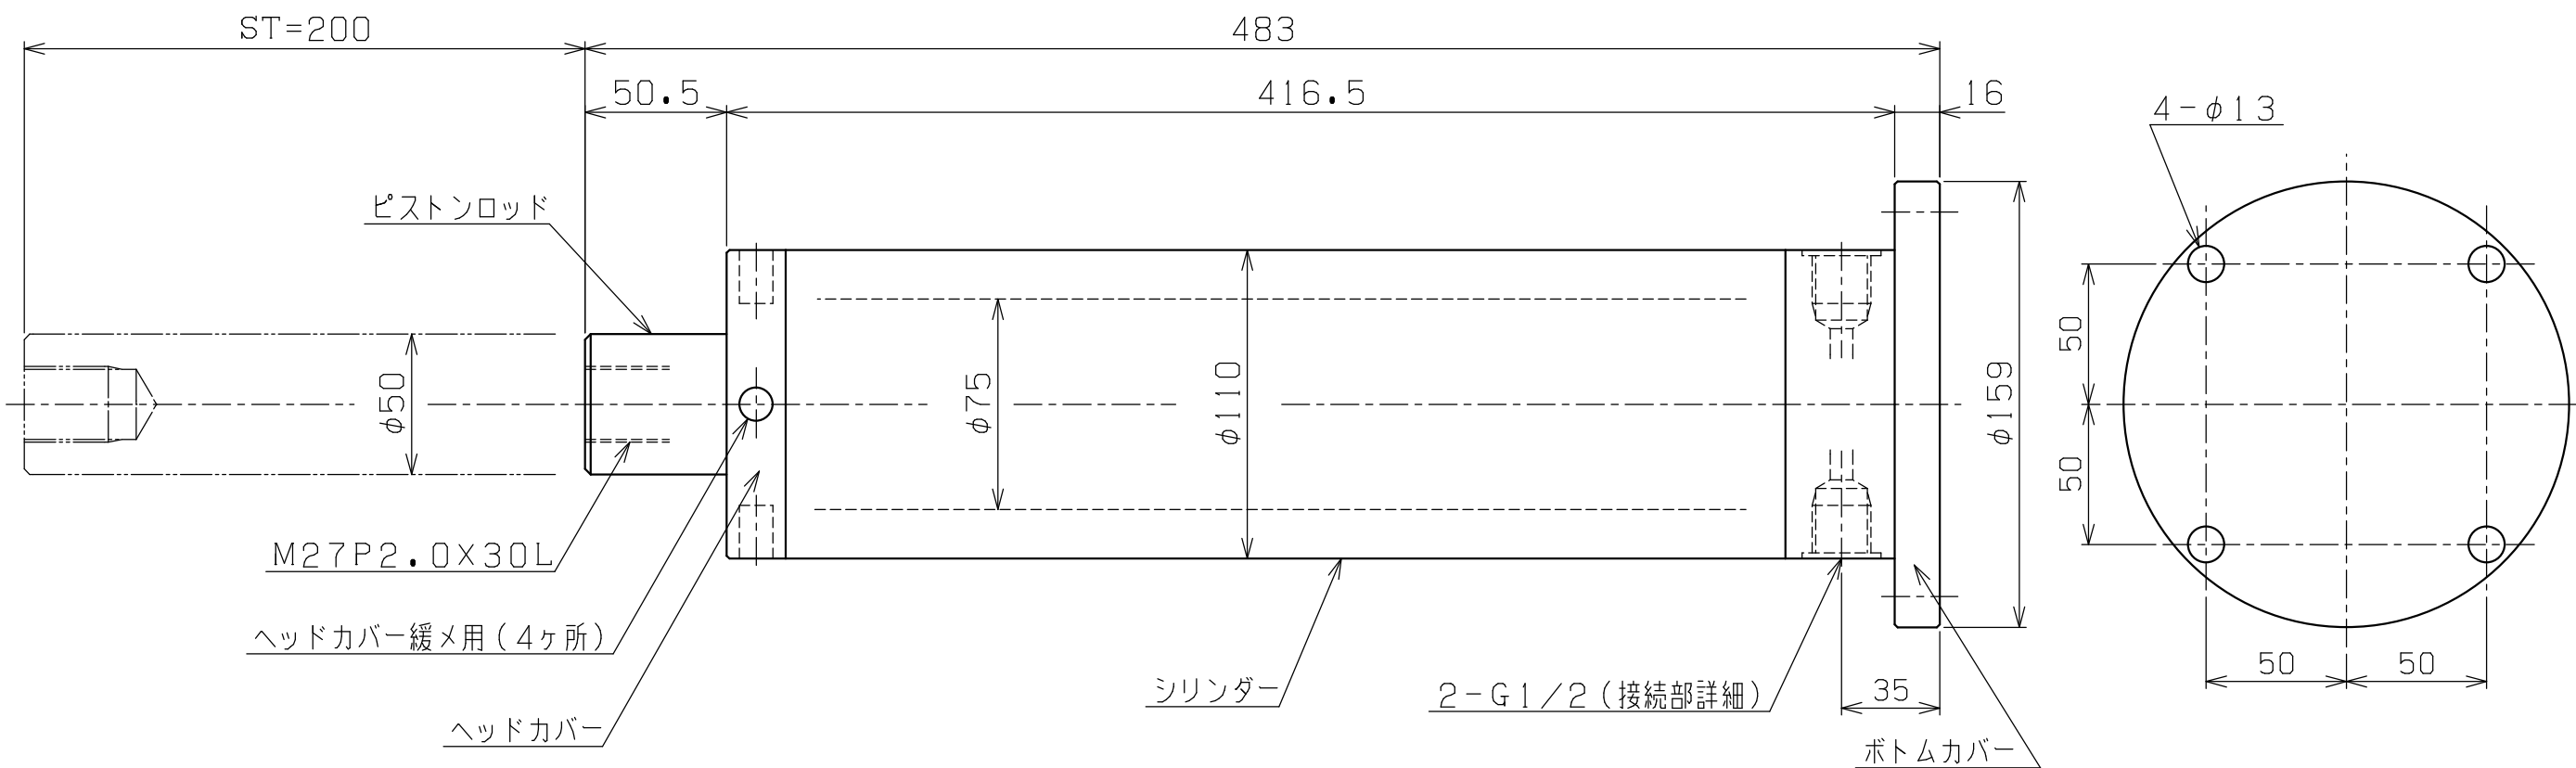 ST=200
483
50.5
416.5
16
4-φ13
ピストンロッド
φ50
φ75
φ110
φ159
50
50
M27P2.0X30L
ヘッドカバー緩メ用(4ヶ所)
シリンダー
2-G1/2(接続部詳細)
35
50
50
ヘッドカバー
ボトムカバー